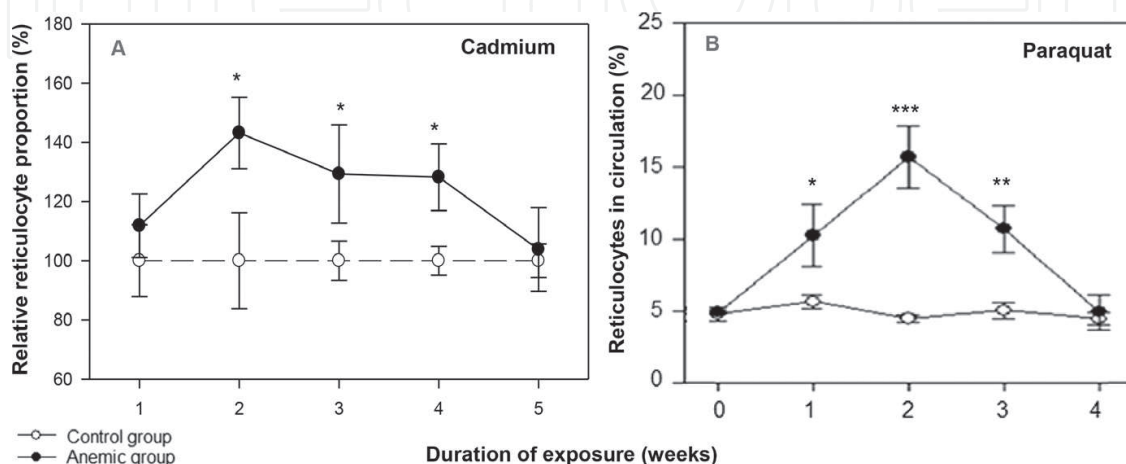 A
Cadmium
Relative reticulocyte proportion (%)
180
160
140
120
100
80
60
*
*
*
1 2 3 4 5
B
Paraquat
Reticulocytes in circulation (%)
25
20
15
10
5
0
*
***
**
0 1 2 3 4
Control group
Anemic group
Duration of exposure (weeks)